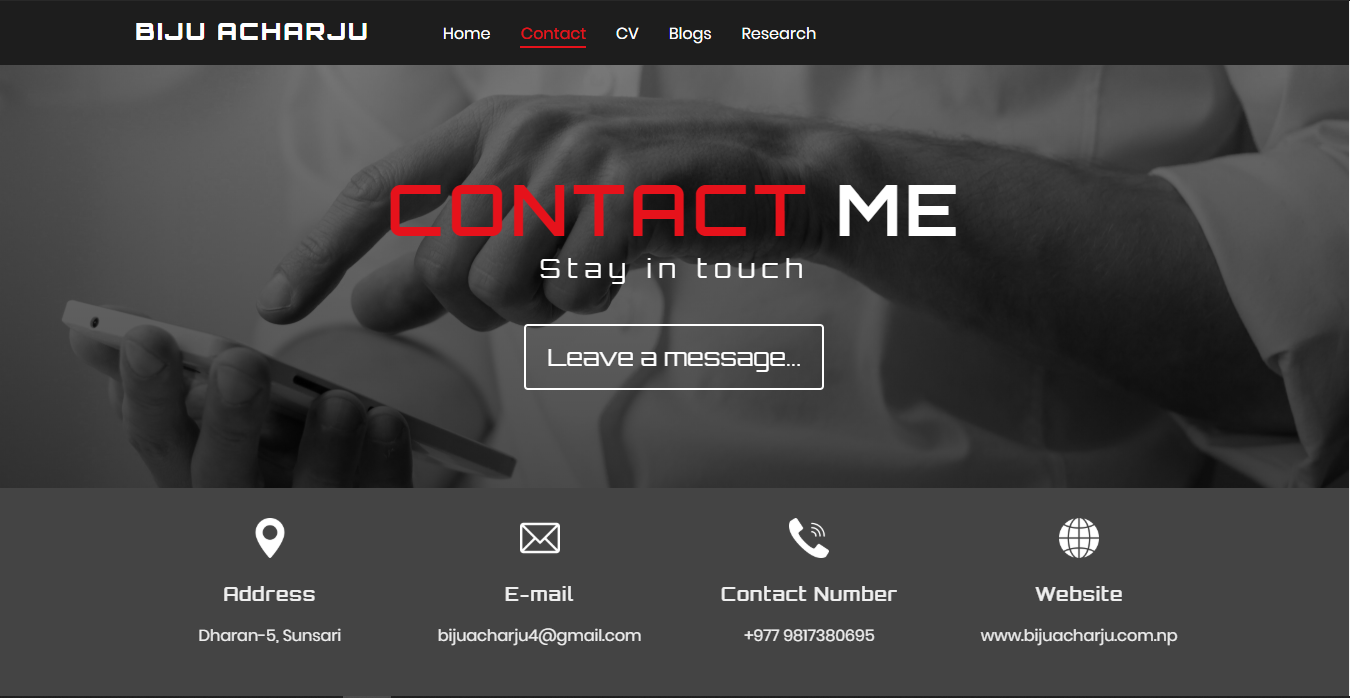 BIJU ACHARJU
Home Contact CV Blogs Research
CONTACT ME
Stay in touch
Leave a message...
Address E-mail Contact Number Website
Dharan-5, Sunsari bijuacharju4@gmail.com +977 9817380695 www.bijuacharju.com.np